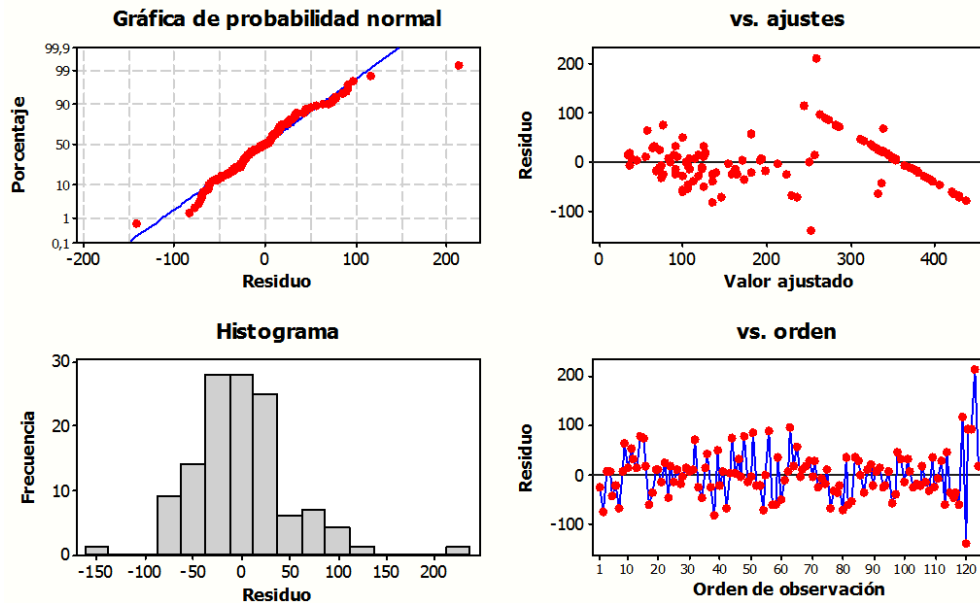 Gráfica de probabilidad normal
99,9
99
90
50
10
1
0,1
Porcentaje
-200 -100 0 100 200
Residuo
vs. ajustes
200
100
0
-100
Residuo
0 100 200 300 400
Valor ajustado
Histograma
30
20
10
0
Frecuencia
-150 -100 -50 0 50 100 150 200
Residuo
vs. orden
200
100
0
-100
Residuo
1 10 20 30 40 50 60 70 80 90 100 110 120
Orden de observación